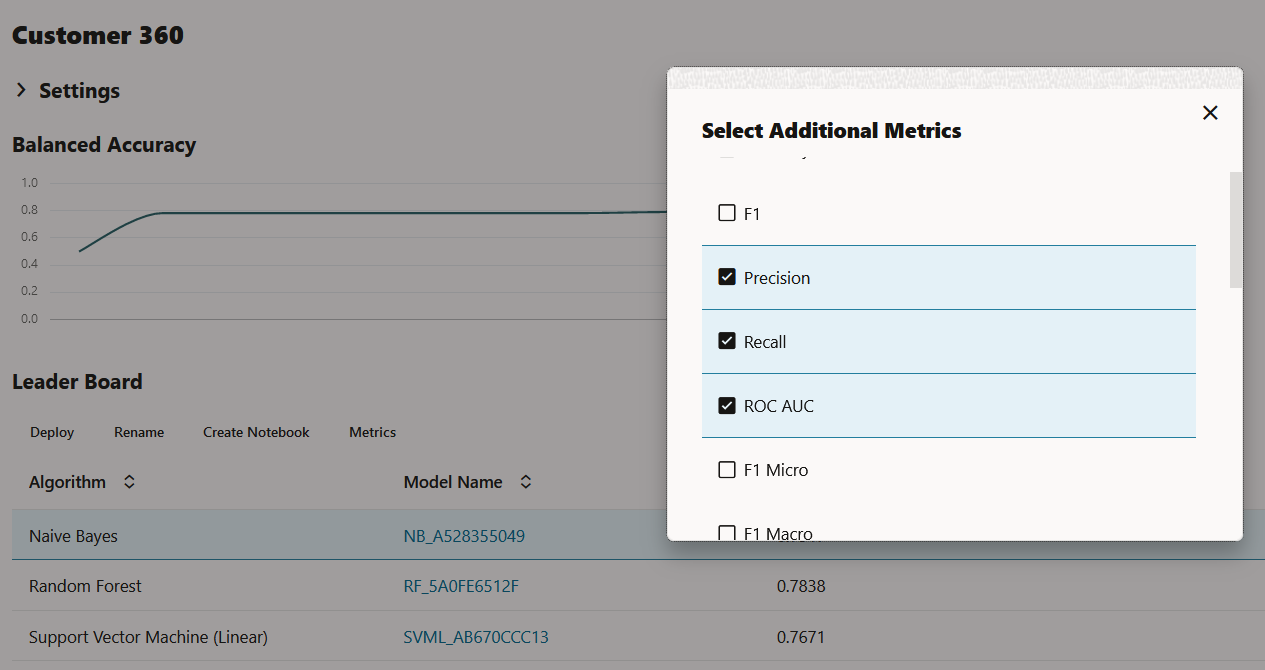 Customer 360
Settings
Balanced Accuracy
1.0
0.8
0.6
0.4
0.2
0.0
Leader Board
Deploy Rename Create Notebook Metrics
Algorithm Model Name
Naive Bayes NB_A528355049
Random Forest RF_5A0FE6512F 0.7838
Support Vector Machine (Linear) SVML_AB670CCC13 0.7671
Select Additional Metrics
F1
Precision
Recall
ROC AUC
F1 Micro
F1 Macro